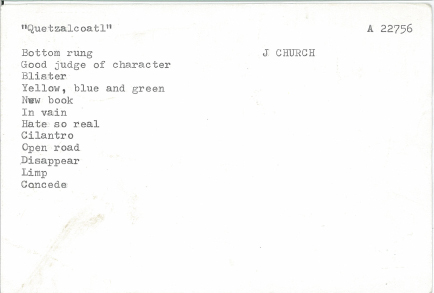 "Quetzalcoatl"
A 22756
Bottom rung
J CHURCH
Good judge of character
Blister
Yellow, blue and green
New book
In vain
Hate so real
Cilantro
Open road
Disappear
Limp
Concede